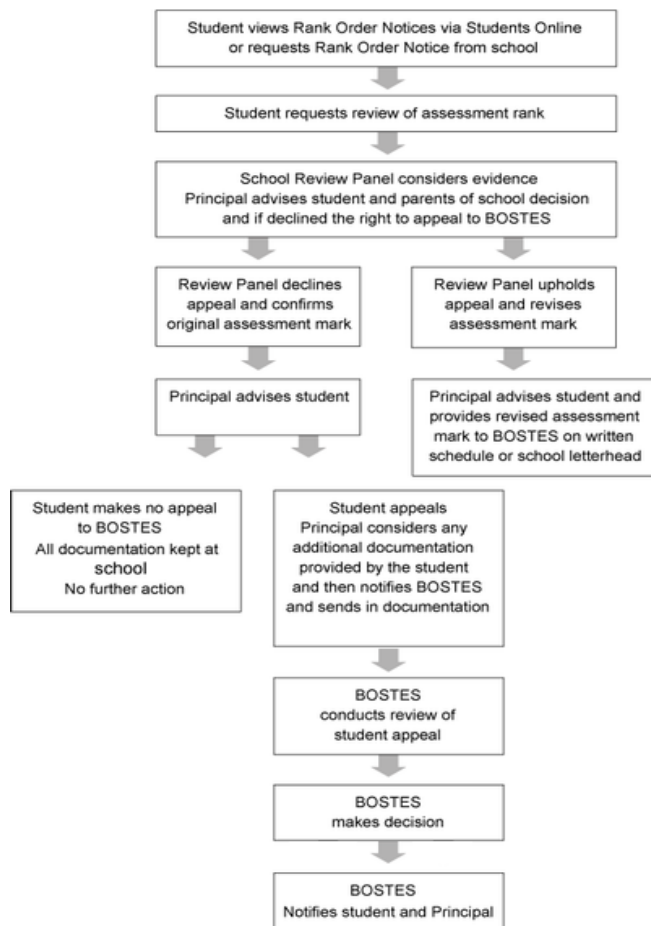 Student views Rank Order Notices via Students Online
or requests Rank Order Notice from school
Student requests review of assessment rank
School Review Panel considers evidence
Principal advises student and parents of school decision
and if declined the right to appeal to BOSTES
Review Panel declines
appeal and confirms
original assessment mark
Review Panel upholds
appeal and revises
assessment mark
Principal advises student
Principal advises student and
provides revised assessment
mark to BOSTES on written
schedule or school letterhead
Student makes no appeal
to BOSTES
All documentation kept at
school
No further action
Student appeals
Principal considers any
additional documentation
provided by the student
and then notifies BOSTES
and sends in documentation
BOSTES
conducts review of
student appeal
BOSTES
makes decision
BOSTES
Notifies student and Principal